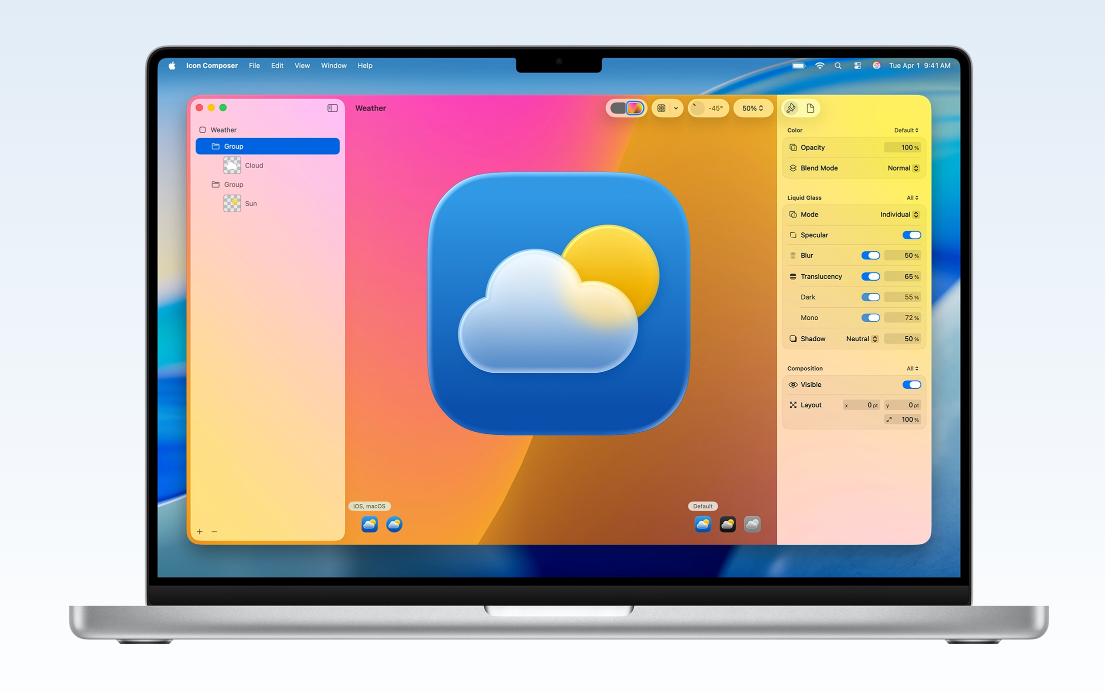 Icon Composer File Edit View Window Help Tue Apr 1 9:41 AM
Weather
-45°
50%
Weather
Group
Cloud
Group
Sun
Color Default
Opacity 100 %
Blend Mode Normal
Liquid Glass All
Mode Individual
Specular
Blur 50 %
Translucency 65 %
Dark 55 %
Mono 72 %
Shadow Neutral 50 %
Composition All
Visible
Layout x 0 pt y 0 pt
100 %
iOS, macOS
Default